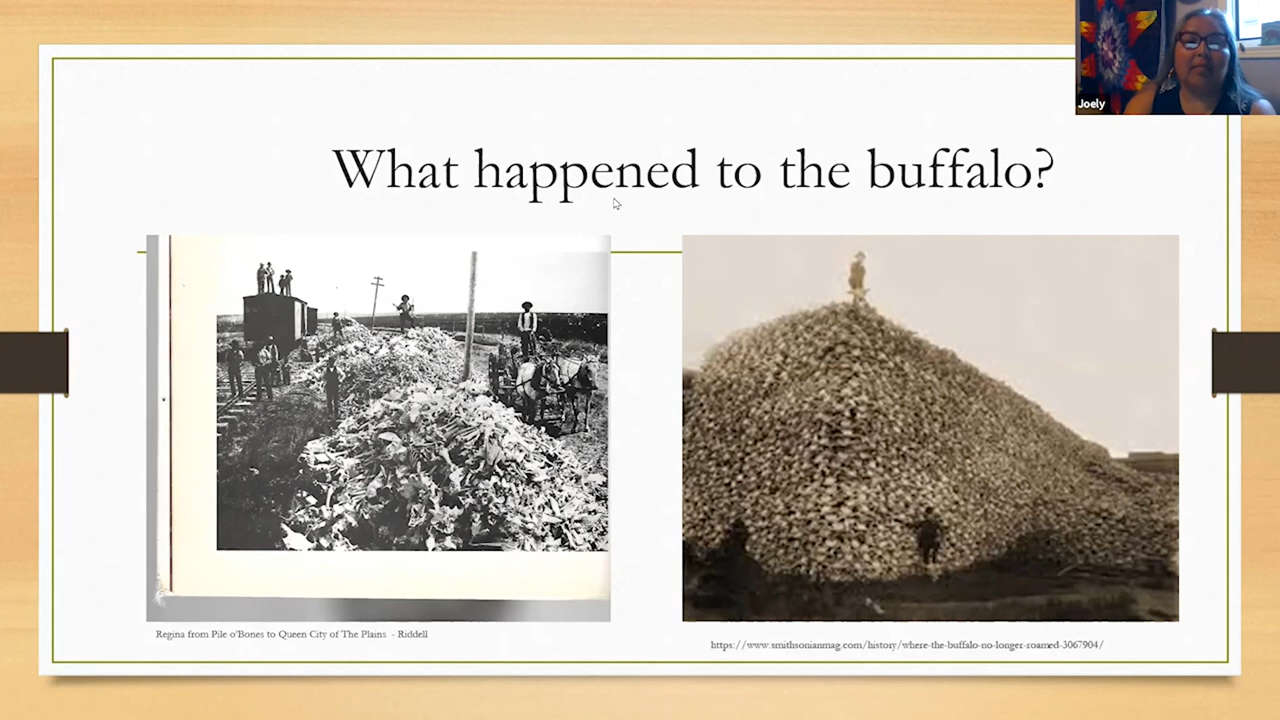 Joely
What happened to the buffalo?
Regina from Pile o'Bones to Queen City of The Plains - Riddell
https://www.smithsonianmag.com/history/where-the-buffalo-no-longer-roamed-3067904/